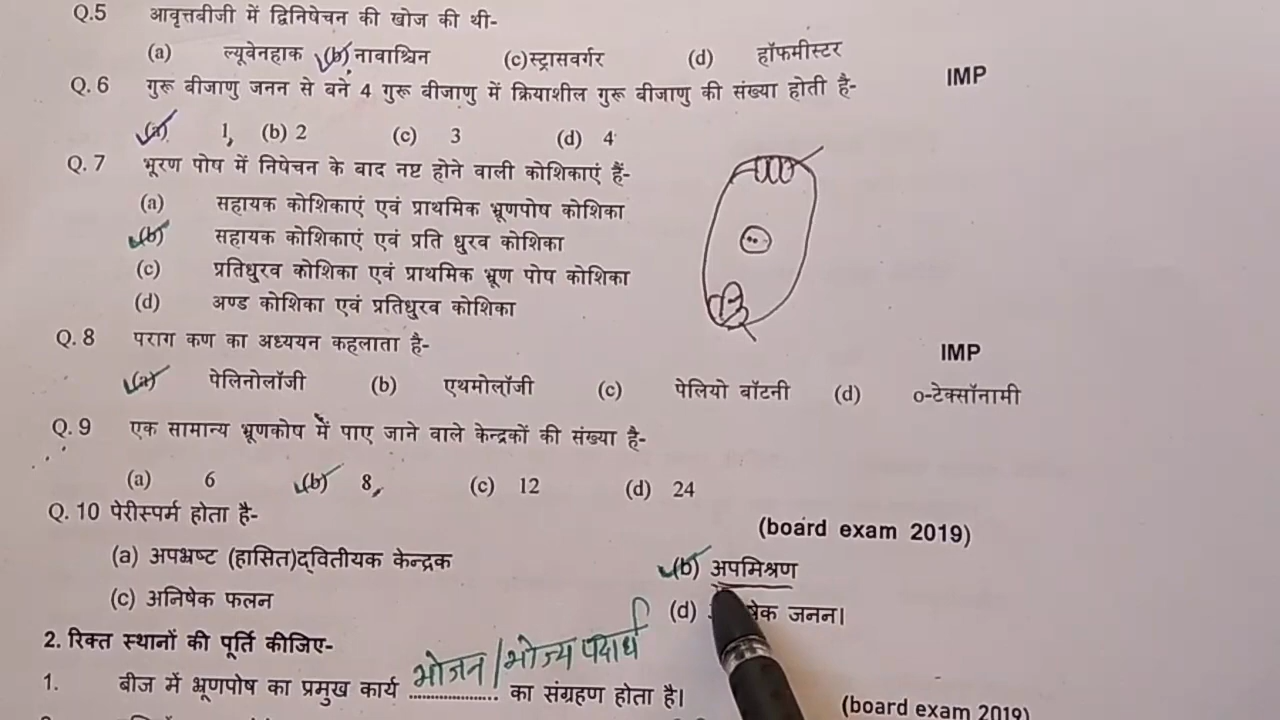 Q.5 आवृत्तबीजी में द्विनिषेचन की खोज की थी-
(a) ल्यूवेनहाक (b) नावाश्चिन (c)स्ट्रासवर्गर (d) हॉफमीस्टर
Q. 6 गुरू बीजाणु जनन से बने 4 गुरू बीजाणु में क्रियाशील गुरू बीजाणु की संख्या होती है- IMP
(a) 1, (b) 2 (c) 3 (d) 4
Q. 7 भूरण पोष में निषेचन के बाद नष्ट होने वाली कोशिकाएं हैं-
(a) सहायक कोशिकाएं एवं प्राथमिक भ्रूणपोष कोशिका
(b) सहायक कोशिकाएं एवं प्रति धु्रव कोशिका
(c) प्रतिधु्रव कोशिका एवं प्राथमिक भ्रूण पोष कोशिका
(d) अण्ड कोशिका एवं प्रतिधु्रव कोशिका
Q. 8 पराग कण का अध्ययन कहलाता है- IMP
(a) पेलिनोलॉजी (b) एथमोलॉजी (c) पेलियो बॉटनी (d) o-टेक्सॉनामी
Q. 9 एक सामान्य भ्रूणकोष में पाए जाने वाले केन्द्रकों की संख्या है-
(a) 6 (b) 8, (c) 12 (d) 24
Q. 10 पेरीस्पर्म होता है- (board exam 2019)
(a) अपभ्रष्ट (हासित)द्वितीयक केन्द्रक (b) अपमिश्रण
(c) अनिषेक फलन (d) जनन।
2. रिक्त स्थानों की पूर्ति कीजिए-
1. बीज में भ्रूणपोष का प्रमुख कार्य भोजन/भोज्य पदार्थ का संग्रहण होता है। (board exam 2019)